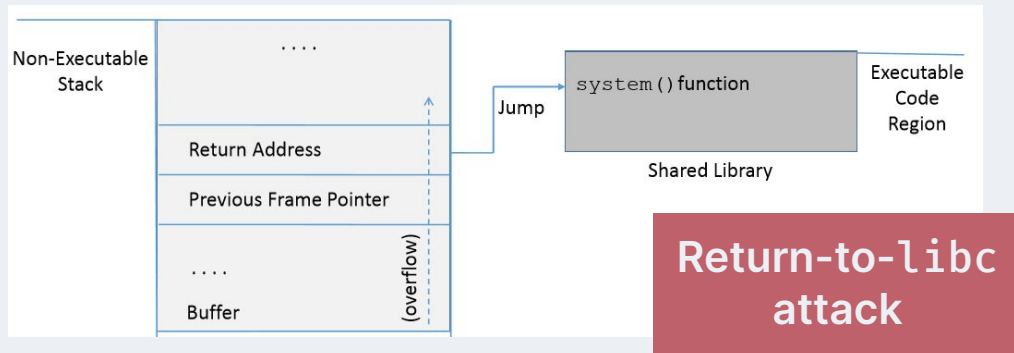 Non-Executable
Stack
....
Return Address
Previous Frame Pointer
....
Buffer
(overflow)
Jump
system() function
Shared Library
Executable
Code
Region
Return-to-libc
attack